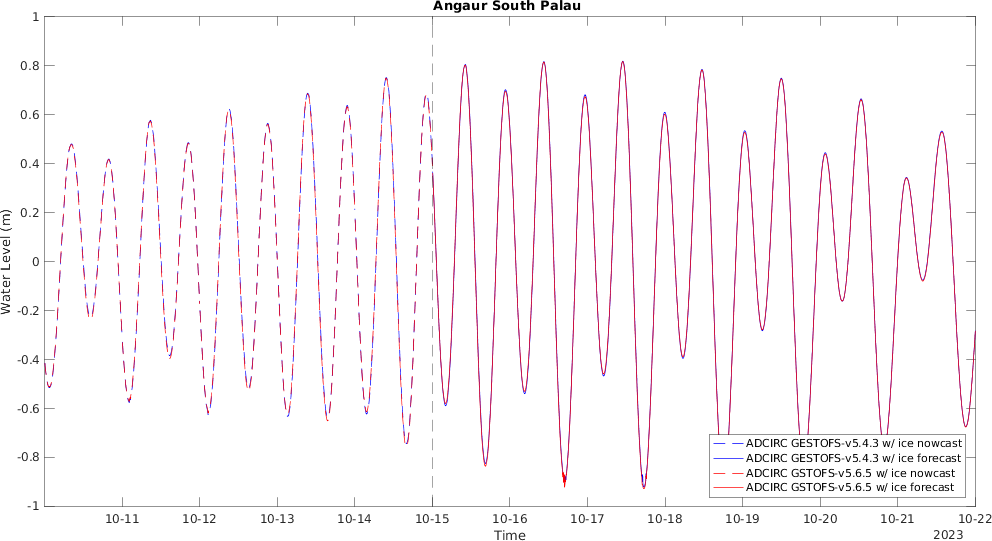 Angaur South Palau
1
0.8
0.6
0.4
0.2
0
-0.2
-0.4
-0.6
-0.8
-1
Water Level (m)
ADCIRC GESTOFS-v5.4.3 w/ ice nowcast
ADCIRC GESTOFS-v5.4.3 w/ ice forecast
ADCIRC GSTOFS-v5.6.5 w/ ice nowcast
ADCIRC GSTOFS-v5.6.5 w/ ice forecast
10-11 10-12 10-13 10-14 10-15 10-16 10-17 10-18 10-19 10-20 10-21 10-22
2023
Time